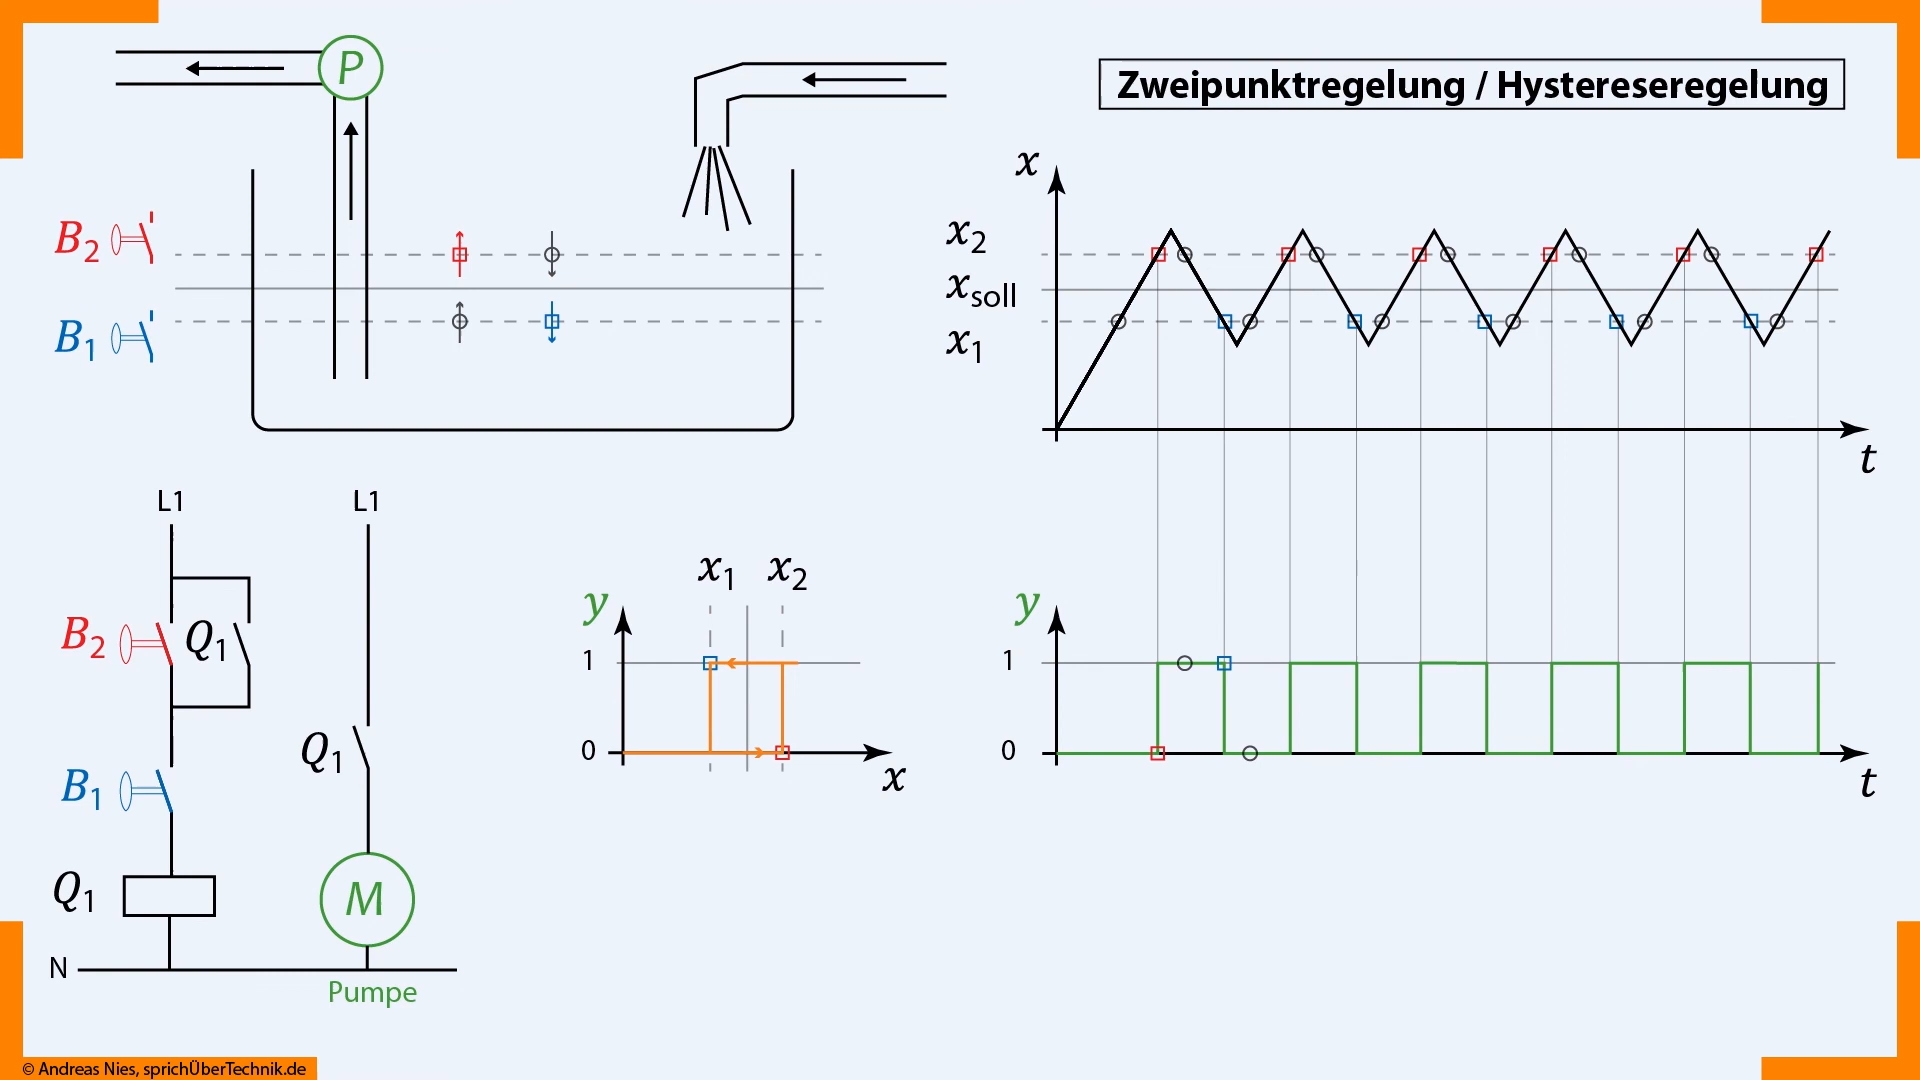 Zweipunktregelung / Hystereseregelung
P
B2
B1
x
x2
xsoll
x1
t
L1
L1
B2
Q1
B1
Q1
Q1
M
N
Pumpe
x1
x2
y
1
0
x
y
1
0
t
© Andreas Nies, sprichÜberTechnik.de